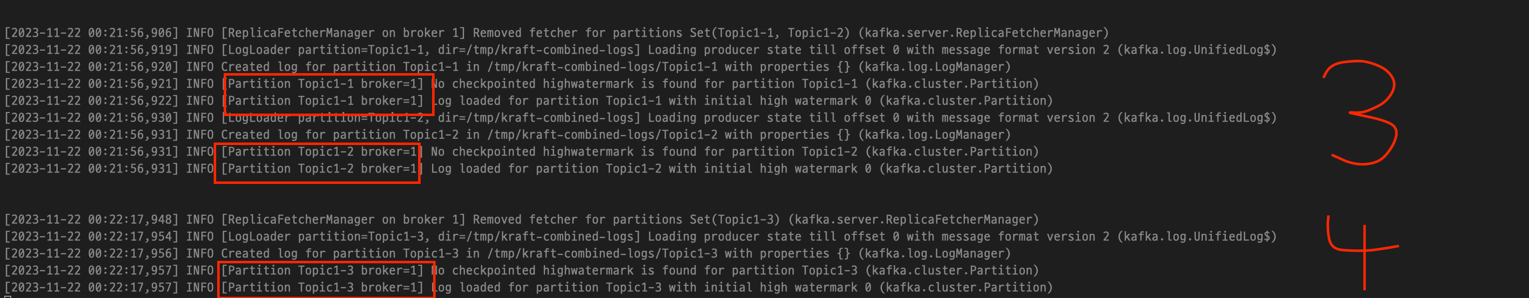 [2023-11-22 00:21:56,906] INFO [ReplicaFetcherManager on broker 1] Removed fetcher for partitions Set(Topic1-1, Topic1-2) (kafka.server.ReplicaFetcherManager)
[2023-11-22 00:21:56,919] INFO [LogLoader partition=Topic1-1, dir=/tmp/kraft-combined-logs] Loading producer state till offset 0 with message format version 2 (kafka.log.UnifiedLog$)
[2023-11-22 00:21:56,920] INFO Created log for partition Topic1-1 in /tmp/kraft-combined-logs/Topic1-1 with properties {} (kafka.log.LogManager)
[2023-11-22 00:21:56,921] INFO [Partition Topic1-1 broker=1] No checkpointed highwatermark is found for partition Topic1-1 (kafka.cluster.Partition)
[2023-11-22 00:21:56,922] INFO [Partition Topic1-1 broker=1] Log loaded for partition Topic1-1 with initial high watermark 0 (kafka.cluster.Partition)
[2023-11-22 00:21:56,930] INFO [LogLoader partition=Topic1-2, dir=/tmp/kraft-combined-logs] Loading producer state till offset 0 with message format version 2 (kafka.log.UnifiedLog$)
[2023-11-22 00:21:56,931] INFO Created log for partition Topic1-2 in /tmp/kraft-combined-logs/Topic1-2 with properties {} (kafka.log.LogManager)
[2023-11-22 00:21:56,931] INFO [Partition Topic1-2 broker=1] No checkpointed highwatermark is found for partition Topic1-2 (kafka.cluster.Partition)
[2023-11-22 00:21:56,931] INFO [Partition Topic1-2 broker=1] Log loaded for partition Topic1-2 with initial high watermark 0 (kafka.cluster.Partition)
3
[2023-11-22 00:22:17,948] INFO [ReplicaFetcherManager on broker 1] Removed fetcher for partitions Set(Topic1-3) (kafka.server.ReplicaFetcherManager)
[2023-11-22 00:22:17,954] INFO [LogLoader partition=Topic1-3, dir=/tmp/kraft-combined-logs] Loading producer state till offset 0 with message format version 2 (kafka.log.UnifiedLog$)
[2023-11-22 00:22:17,956] INFO Created log for partition Topic1-3 in /tmp/kraft-combined-logs/Topic1-3 with properties {} (kafka.log.LogManager)
[2023-11-22 00:22:17,957] INFO [Partition Topic1-3 broker=1] No checkpointed highwatermark is found for partition Topic1-3 (kafka.cluster.Partition)
[2023-11-22 00:22:17,957] INFO [Partition Topic1-3 broker=1] Log loaded for partition Topic1-3 with initial high watermark 0 (kafka.cluster.Partition)
4